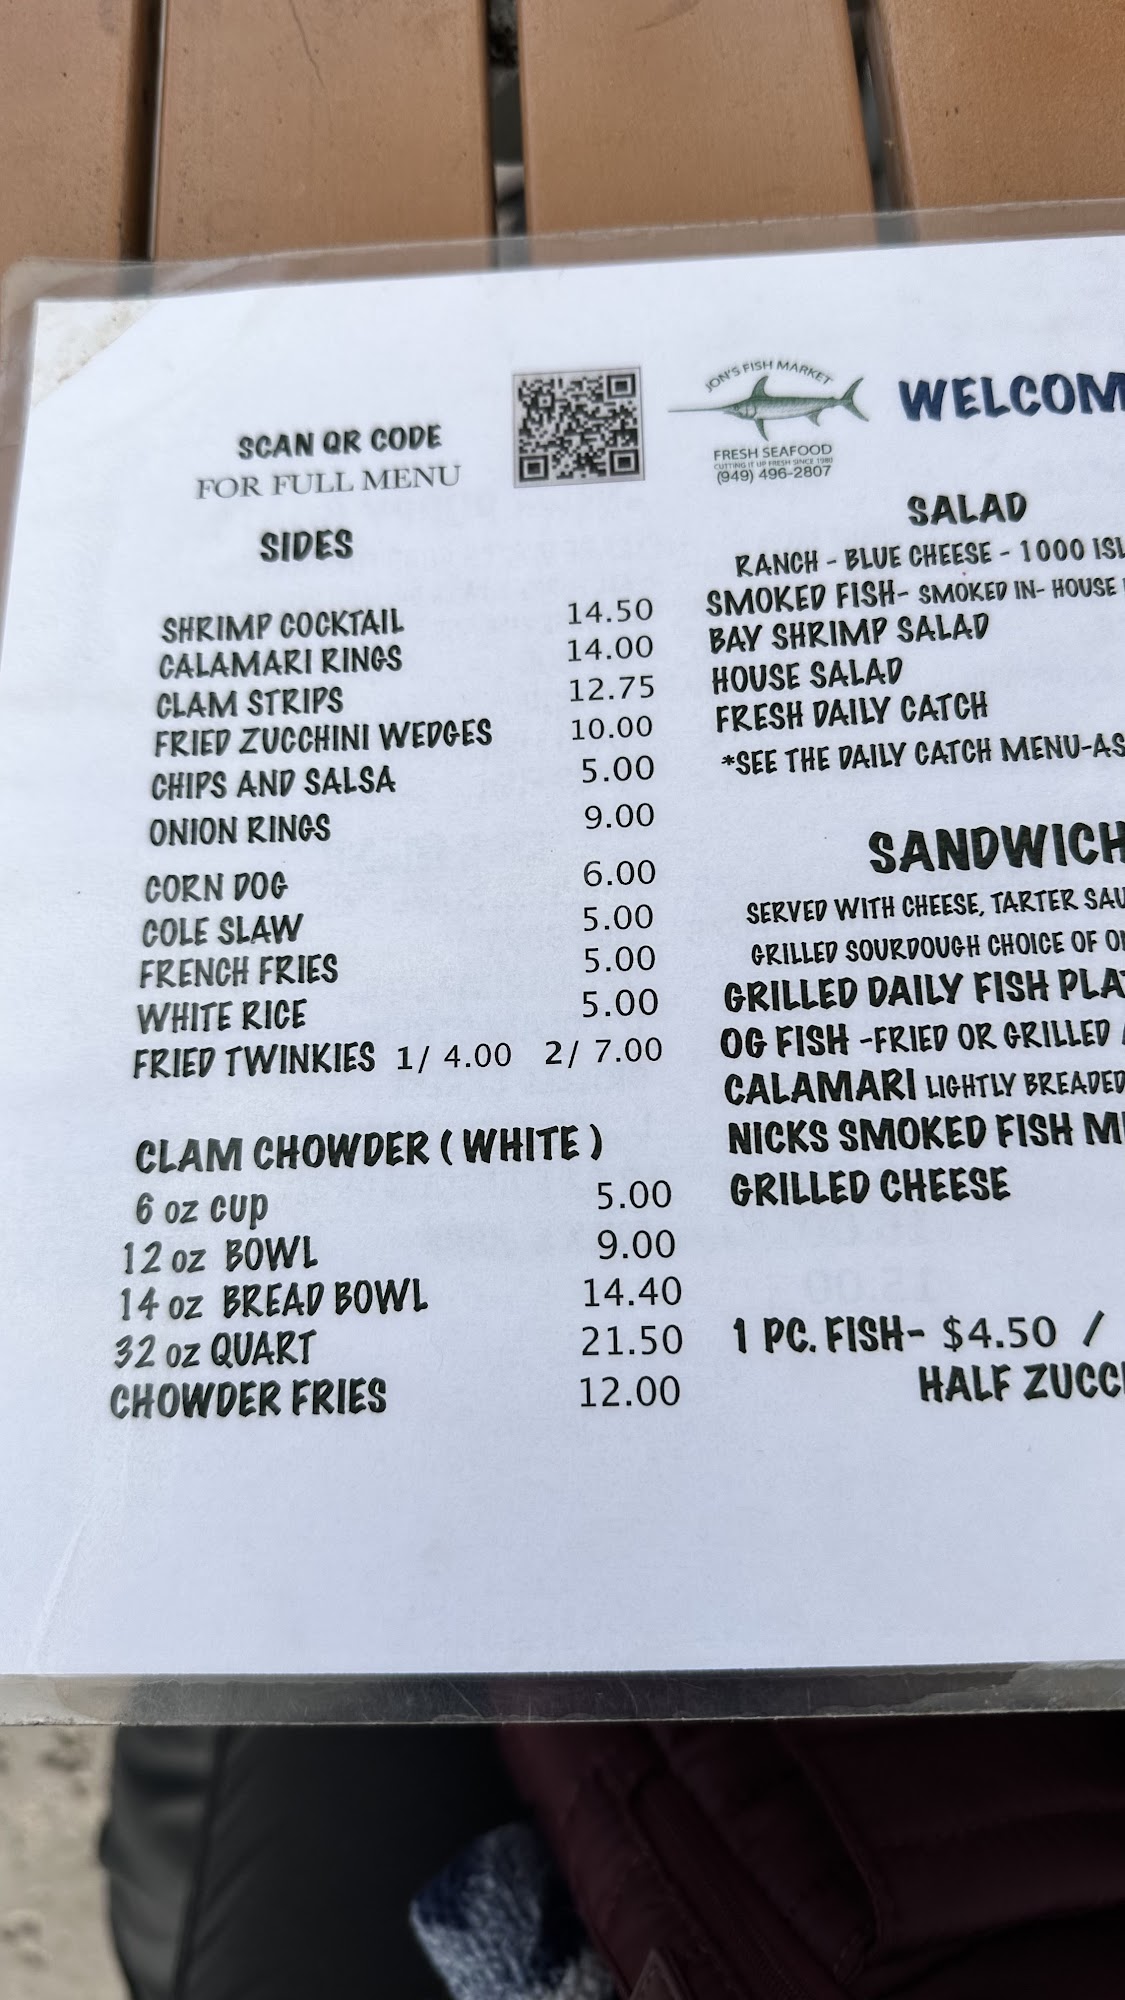 SCAN QR CODE
FOR FULL MENU
JON'S FISH MARKET
FRESH SEAFOOD
CUTTING IT UP FRESH SINCE 1980
(949) 496-2807
SIDES
SHRIMP COCKTAIL 14.50
CALAMARI RINGS 14.00
CLAM STRIPS 12.75
FRIED ZUCCHINI WEDGES 10.00
CHIPS AND SALSA 5.00
ONION RINGS 9.00
CORN DOG 6.00
COLE SLAW 5.00
FRENCH FRIES 5.00
WHITE RICE 5.00
FRIED TWINKIES 1/ 4.00 2/ 7.00
CLAM CHOWDER ( WHITE )
6 oz cup 5.00
12 oz BOWL 9.00
14 oz BREAD BOWL 14.40
32 oz QUART 21.50
CHOWDER FRIES 12.00
WELCOM
SALAD
RANCH - BLUE CHEESE - 1000 ISL
SMOKED FISH- SMOKED IN- HOUSE
BAY SHRIMP SALAD
HOUSE SALAD
FRESH DAILY CATCH
*SEE THE DAILY CATCH MENU-AS
SANDWICH
SERVED WITH CHEESE, TARTER SAU
GRILLED SOURDOUGH CHOICE OF
GRILLED DAILY FISH PLA
OG FISH -FRIED OR GRILLED
CALAMARI LIGHTLY BREADED
NICKS SMOKED FISH M
GRILLED CHEESE
1 PC. FISH- $4.50 /
HALF ZUCC